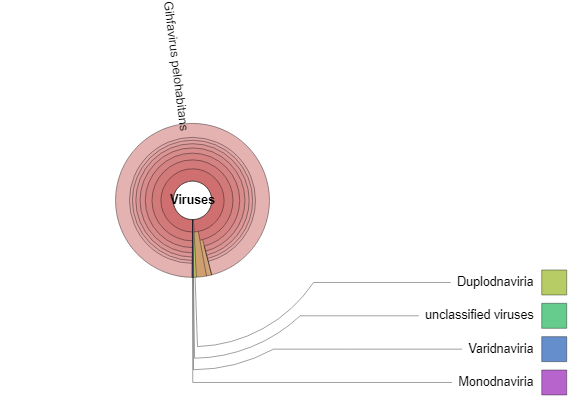 Gihfavirus pelohabitans
Viruses
Duplodnaviria
unclassified viruses
Varidnaviria
Monodnaviria